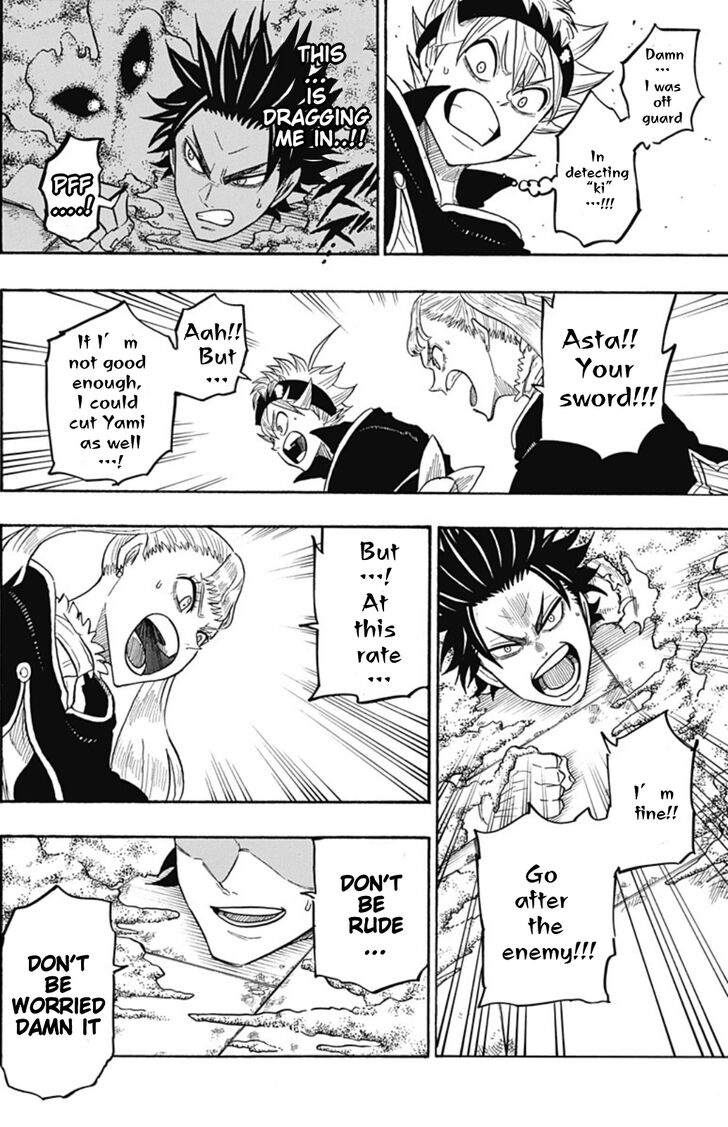 Damn
...
I was
off
guard
In
detecting
"ki"
...!!!
THIS
...
IS
DRAGGING
ME IN..!!
PFF
.....!
Asta!!
Your
sword!!!
Aah!!
But
...
If I'm
not good
enough,
I could
cut Yami
as well
...!
I'm
fine!!
Go
after
the
enemy!!!
But
...!
At
this
rate
...
DON'T
BE
RUDE
...
DON'T
BE
WORRIED
DAMN IT